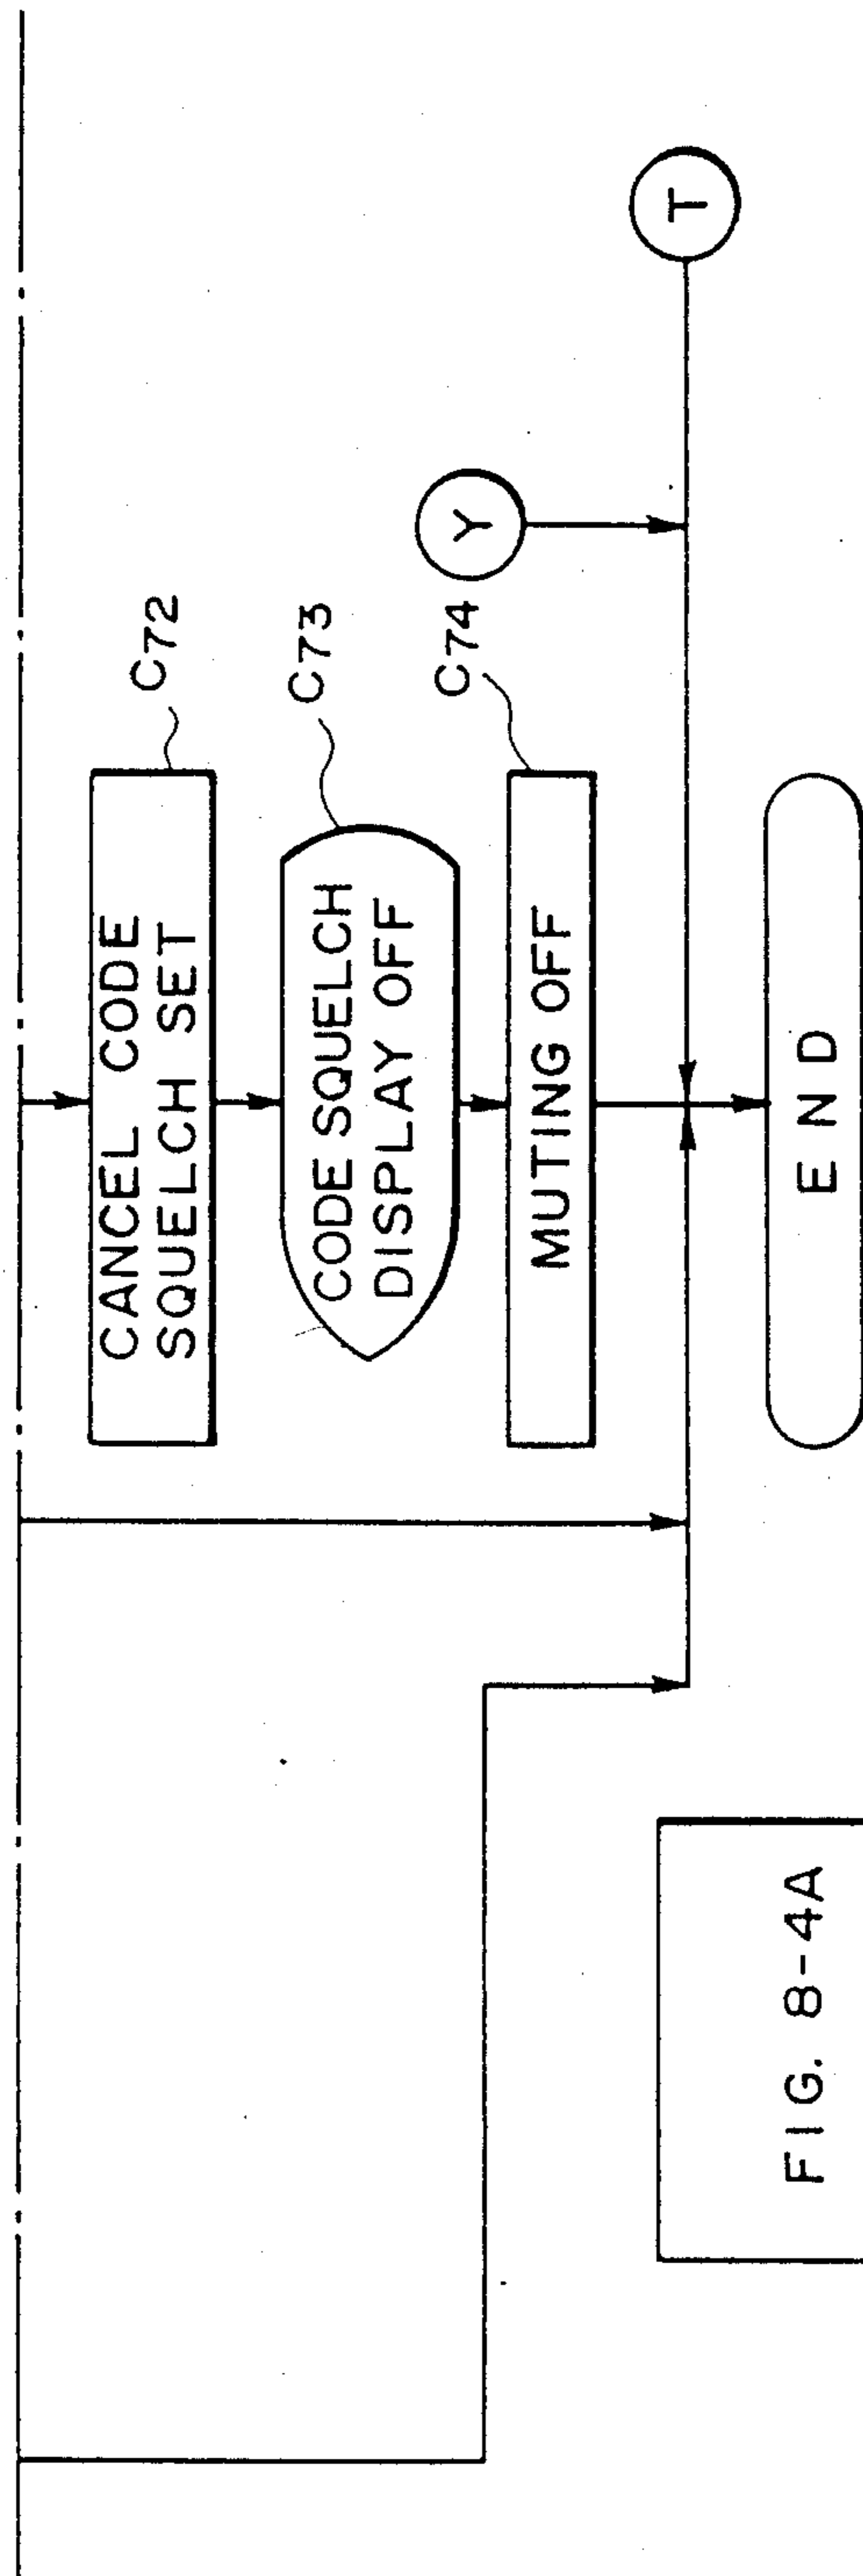 CANCEL CODE
SQUELCH SET
C72
CODE SQUELCH
DISPLAY OFF
C73
MUTING OFF
C74
Y
T
END
FIG. 8-4A